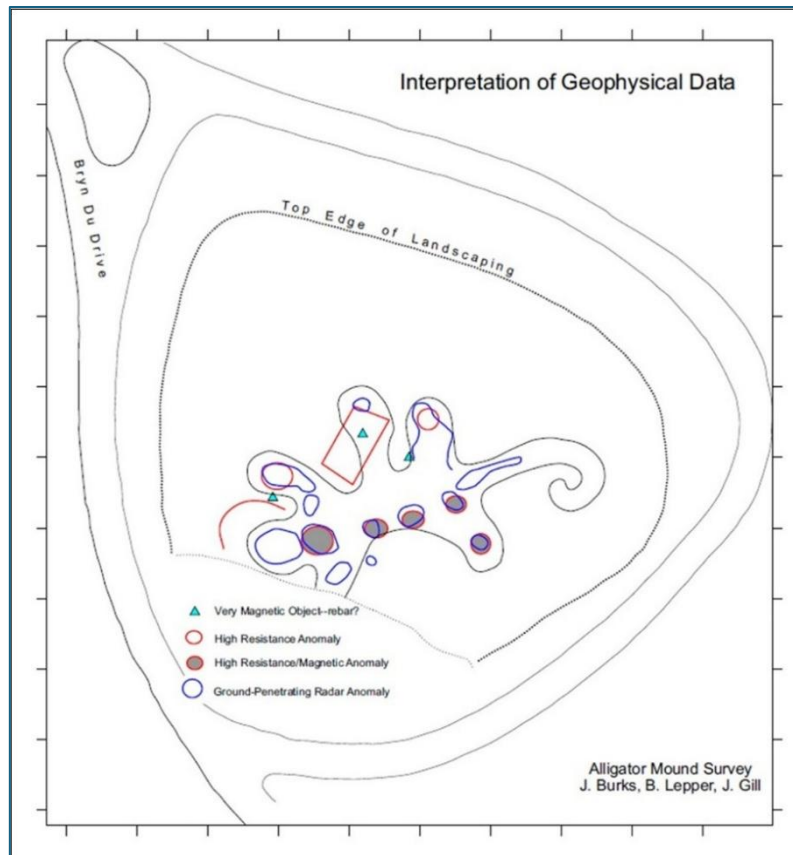 Interpretation of Geophysical Data
Bryn Du Drive
Top Edge of Landscaping
Very Magnetic Object--rebar?
High Resistance Anomaly
High Resistance/Magnetic Anomaly
Ground-Penetrating Radar Anomaly
Alligator Mound Survey
J. Burks, B. Lepper, J. Gill